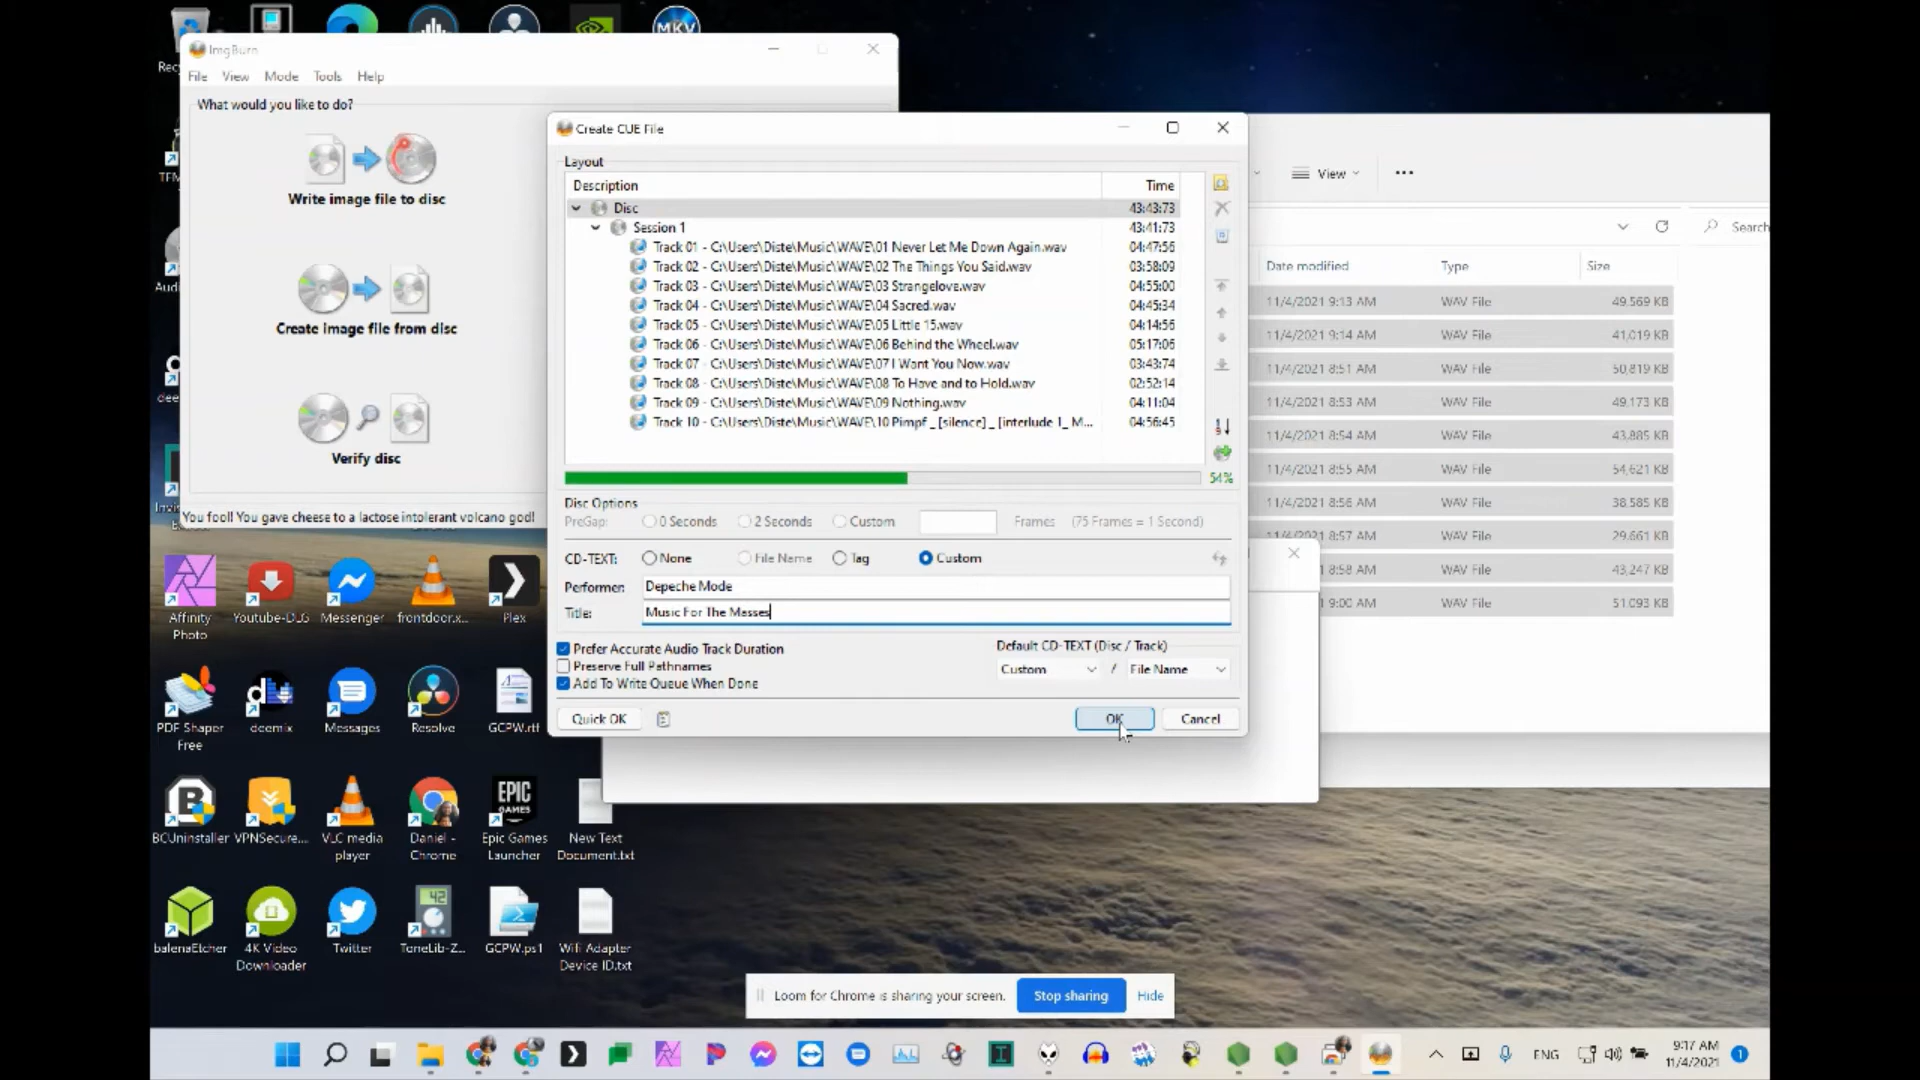 ImgBurn
File View Mode Tools Help
What would you like to do?
Write image file to disc
Create image file from disc
Verify disc
You fool! You gave cheese to a lactose intolerant volcano god!
Create CUE File
Layout
Description Time
Disc 43:43:73
Session 1 43:41:73
Track 01 - C:\Users\Diste\Music\WAVE\01 Never Let Me Down Again.wav 04:47:56
Track 02 - C:\Users\Diste\Music\WAVE\02 The Things You Said.wav 03:58:09
Track 03 - C:\Users\Diste\Music\WAVE\03 Strangelove.wav 04:55:00
Track 04 - C:\Users\Diste\Music\WAVE\04 Sacred.wav 04:45:34
Track 05 - C:\Users\Diste\Music\WAVE\05 Little 15.wav 04:14:56
Track 06 - C:\Users\Diste\Music\WAVE\06 Behind the Wheel.wav 05:17:06
Track 07 - C:\Users\Diste\Music\WAVE\07 I Want You Now.wav 03:43:74
Track 08 - C:\Users\Diste\Music\WAVE\08 To Have and to Hold.wav 02:52:14
Track 09 - C:\Users\Diste\Music\WAVE\09 Nothing.wav 04:11:04
Track 10 - C:\Users\Diste\Music\WAVE\10 Pimpf _ [silence] _ [interlude 1_ M... 04:56:45
54%
Disc Options
PreGap: 0 Seconds 2 Seconds Custom Frames (75 Frames = 1 Second)
CD-TEXT: None File Name Tag Custom
Performer: Depeche Mode
Title: Music For The Masses
Prefer Accurate Audio Track Duration
Preserve Full Pathnames
Add To Write Queue When Done
Default CD-TEXT (Disc / Track)
Custom / File Name
Quick OK OK Cancel
View
Search
Date modified Type Size
11/4/2021 9:13 AM WAV File 49,569 KB
11/4/2021 9:14 AM WAV File 41,019 KB
11/4/2021 8:51 AM WAV File 50,819 KB
11/4/2021 8:53 AM WAV File 49,173 KB
11/4/2021 8:54 AM WAV File 43,885 KB
11/4/2021 8:55 AM WAV File 54,621 KB
11/4/2021 8:56 AM WAV File 38,585 KB
11/4/2021 8:57 AM WAV File 29,661 KB
8:58 AM WAV File 43,247 KB
9:00 AM WAV File 51,093 KB
MKV
Affinity Photo
Youtube-DLG
Messenger
frontdoor.x...
Plex
PDF Shaper Free
deemix
Messages
Resolve
GCPW.rtf
BCUninstaller
VPNSecure...
VLC media player
Daniel - Chrome
EPIC GAMES
Epic Games Launcher
New Text Document.txt
balenaEtcher
4K Video Downloader
Twitter
42
ToneLib-Z...
GCPW.ps1
Wifi Adapter Device ID.txt
Loom for Chrome is sharing your screen. Stop sharing Hide
ENG
9:17 AM
11/4/2021
1